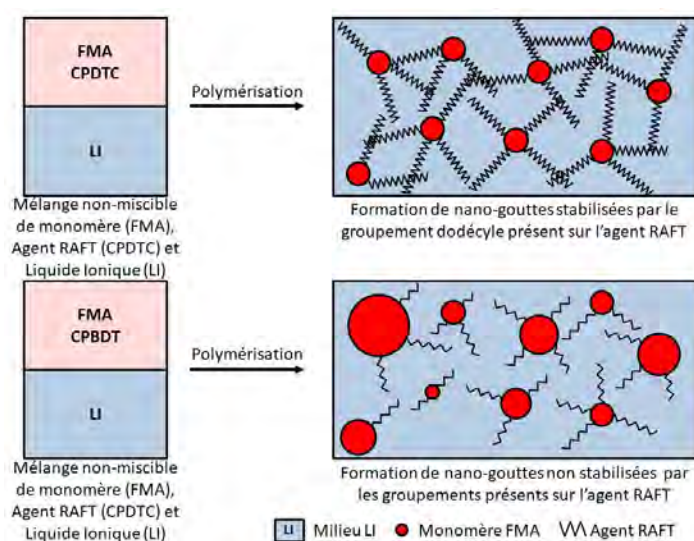 FMA
CPDTC
LI
Polymérisation
Mélange non-miscible
de monomère (FMA),
Agent RAFT (CPDTC) et
Liquide Ionique (LI)
Formation de nano-gouttes stabilisées par le
groupement dodécyle présent sur l'agent RAFT
FMA
CPBDT
LI
Polymérisation
Mélange non-miscible
de monomère (FMA),
Agent RAFT (CPDTC) et
Liquide Ionique (LI)
Formation de nano-gouttes non stabilisées par
les groupements présents sur l'agent RAFT
LI Milieu LI Monomère FMA Agent RAFT